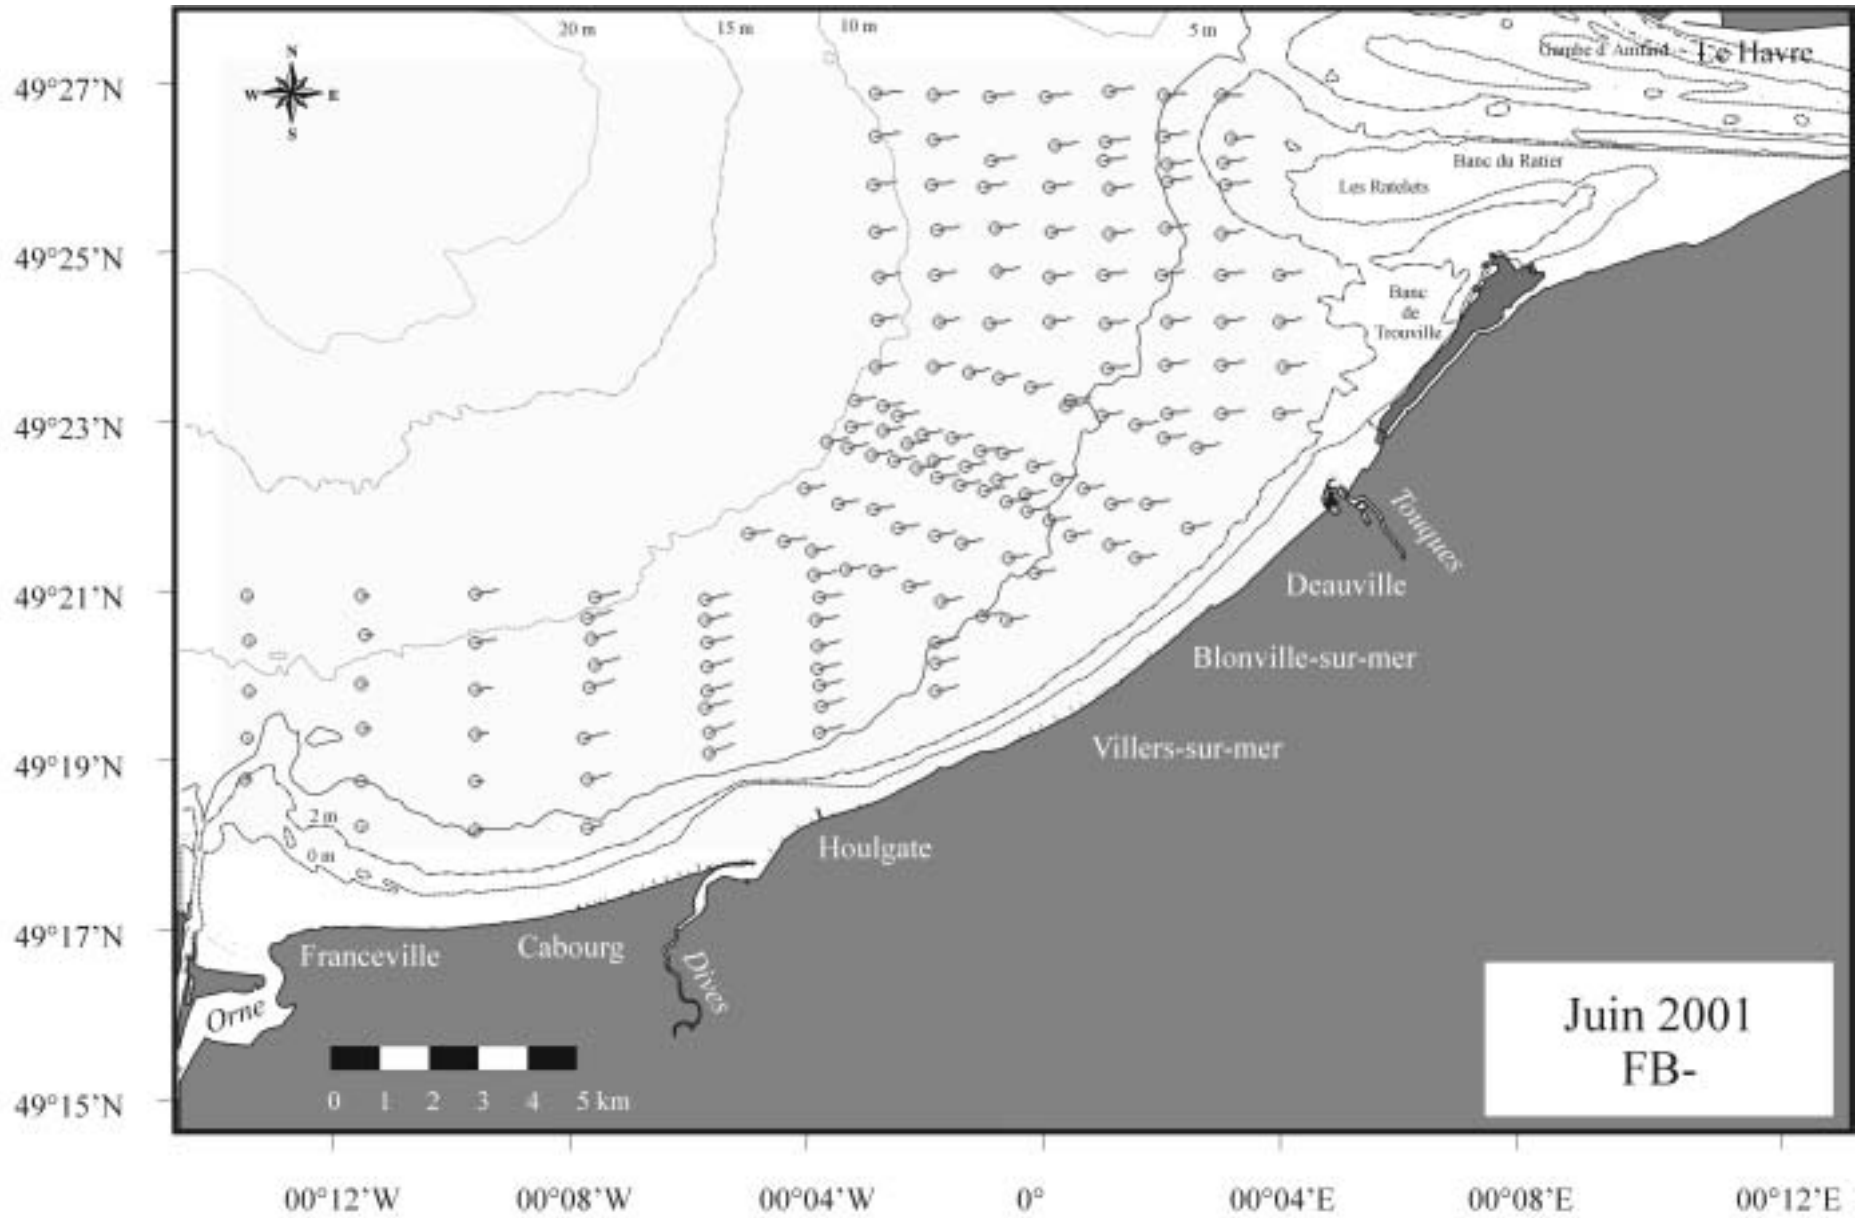 20 m
15 m
10 m
5 m
N
W
E
S
Le Havre
49°27'N
Banc du Ratier
Les Ratelets
49°25'N
Banc
de
Trouville
49°23'N
Touques
Deauville
49°21'N
Blonville-sur-mer
Villers-sur-mer
49°19'N
2 m
0 m
Houlgate
49°17'N
Franceville
Cabourg
Dives
Orne
Juin 2001
FB-
0 1 2 3 4 5 km
49°15'N
00°12'W 00°08'W 00°04'W 0° 00°04'E 00°08'E 00°12'E